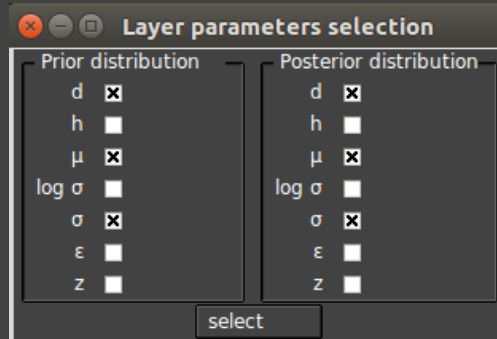 Layer parameters selection
Prior distribution
d
h
μ
log σ
σ
ε
z
Posterior distribution
d
h
μ
log σ
σ
ε
z
select